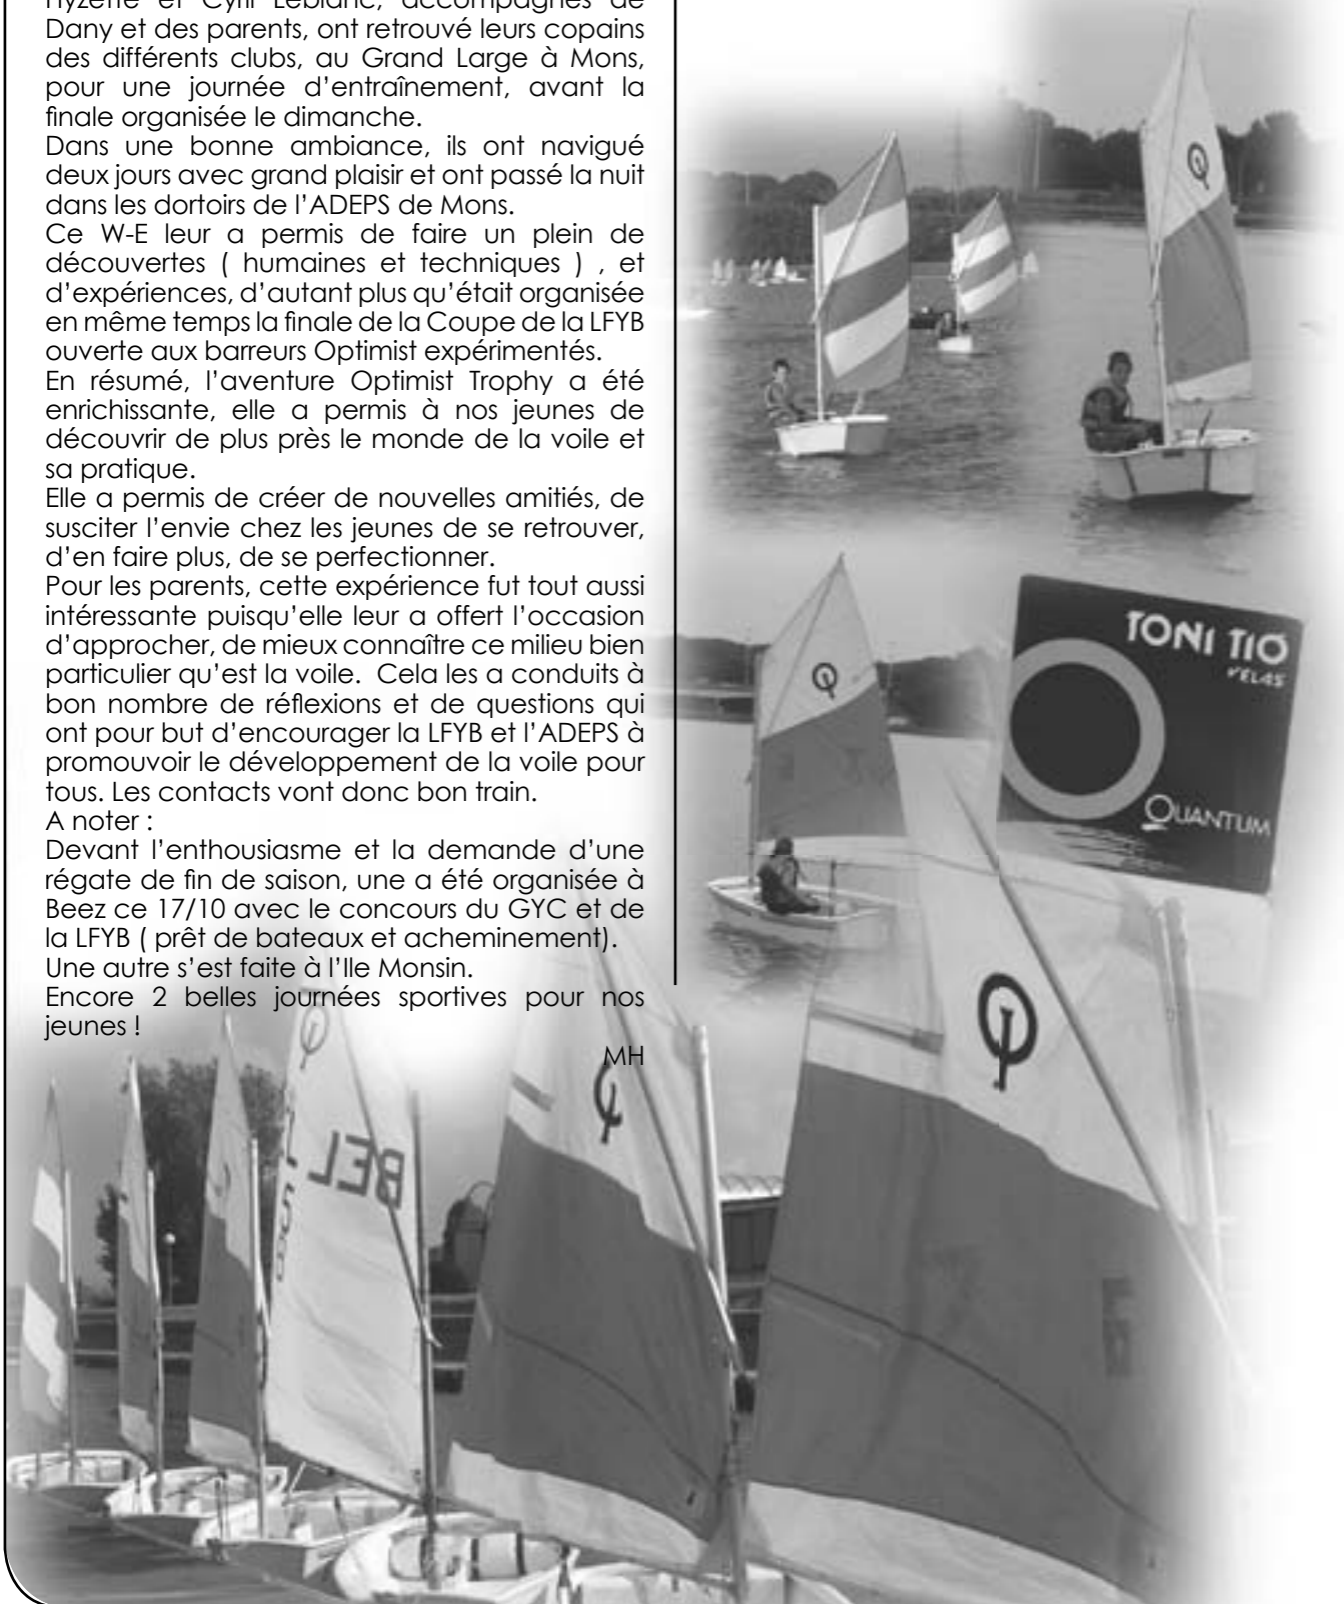 et Cyril Leblanc, accompagnés de
Dany et des parents, ont retrouvé leurs copains
des différents clubs, au Grand Large à Mons,
pour une journée d’entraînement, avant la
finale organisée le dimanche.
Dans une bonne ambiance, ils ont navigué
deux jours avec grand plaisir et ont passé la nuit
dans les dortoirs de l’ADEPS de Mons.
Ce W-E leur a permis de faire un plein de
découvertes ( humaines et techniques ) , et
d’expériences, d’autant plus qu’était organisée
en même temps la finale de la Coupe de la LFYB
ouverte aux barreurs Optimist expérimentés.
En résumé, l’aventure Optimist Trophy a été
enrichissante, elle a permis à nos jeunes de
découvrir de plus près le monde de la voile et
sa pratique.
Elle a permis de créer de nouvelles amitiés, de
susciter l’envie chez les jeunes de se retrouver,
d’en faire plus, de se perfectionner.
Pour les parents, cette expérience fut tout aussi
intéressante puisqu’elle leur a offert l’occasion
d’approcher, de mieux connaître ce milieu bien
particulier qu’est la voile.  Cela les a conduits à
bon nombre de réflexions et de questions qui
ont pour but d’encourager la LFYB et l’ADEPS à
promouvoir le développement de la voile pour
tous. Les contacts vont donc bon train.
A noter :
Devant l’enthousiasme et la demande d’une
régate de fin de saison, une a été organisée à
Beez ce 17/10 avec le concours du GYC et de
la LFYB ( prêt de bateaux et acheminement).
Une autre s’est faite à l’Ile Monsin.
Encore 2 belles journées sportives pour nos
jeunes !
MH
TONI TIÓ
VELAS
QUANTUM
BEL